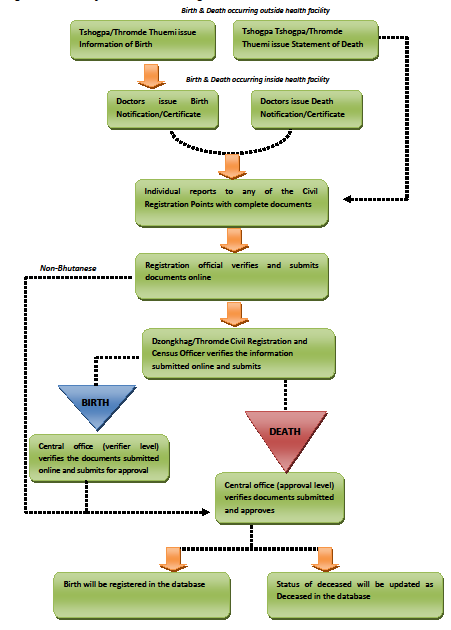 Birth & Death occurring outside health facility
Tshogpa/Thromde Thuemi issue
Information of Birth
Tshogpa Tshogpa/Thromde
Thuemi issue Statement of Death
Birth & Death occurring inside health facility
Doctors issue Birth
Notification/Certificate
Doctors issue Death
Notification/Certificate
Individual reports to any of the Civil
Registration Points with complete documents
Registration official verifies and submits
documents online
Non-Bhutanese
Dzongkhag/Thromde Civil Registration and
Census Officer verifies the information
submitted online and submits
BIRTH
DEATH
Central office (verifier level)
verifies the documents submitted
online and submits for approval
Central office (approval level)
verifies documents submitted
and approves
Birth will be registered in the database
Status of deceased will be updated as
Deceased in the database